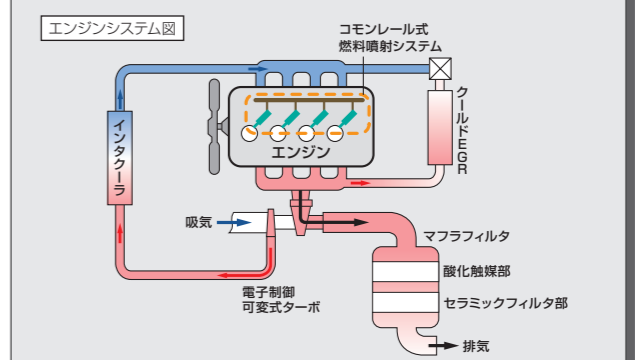 エンジンシステム図
コモンレール式
燃料噴射システム
クールドEGR
インタクーラ
エンジン
吸気
マフラフィルタ
酸化触媒部
電子制御
可変式ターボ
セラミックフィルタ部
排気